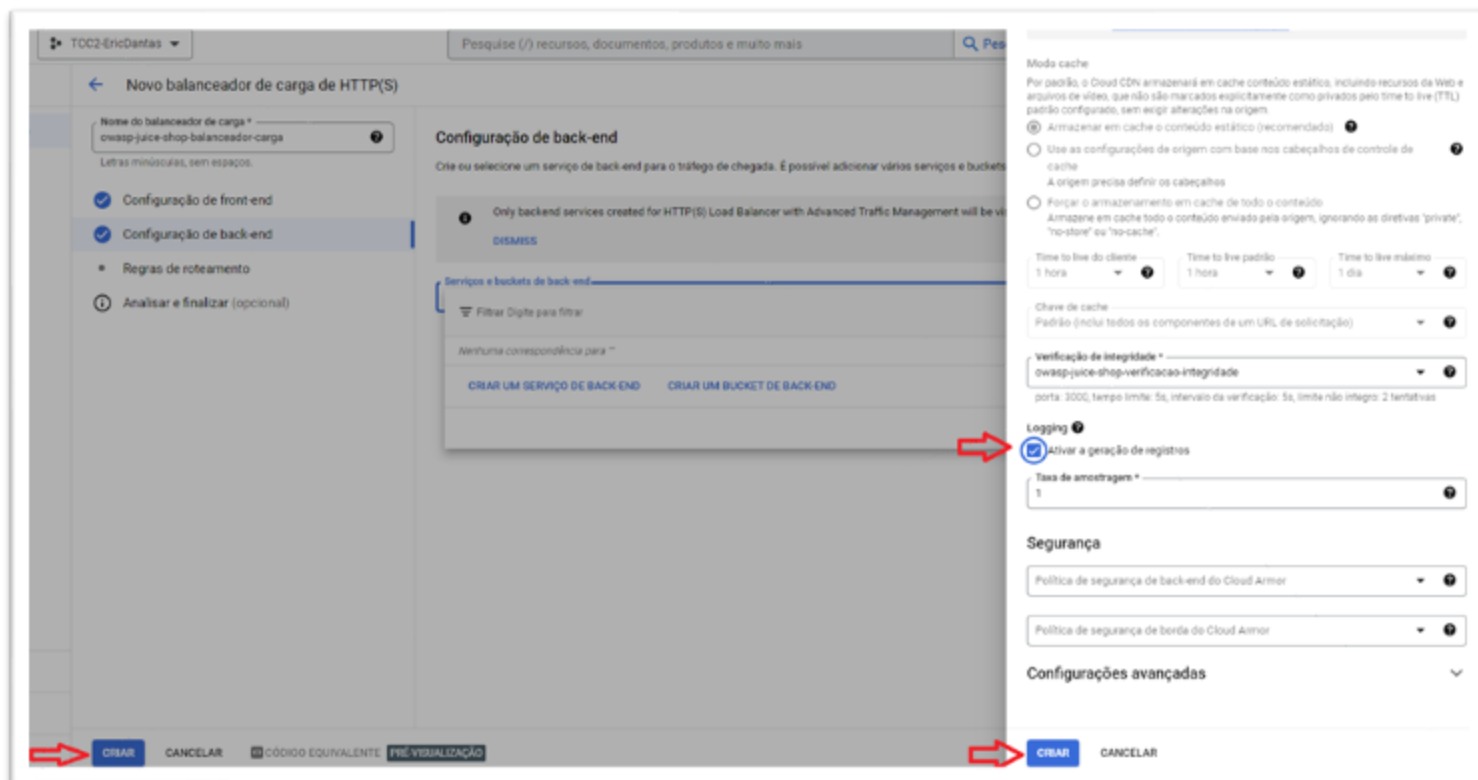 TCC2-EricDantas
Pesquise (/) recursos, documentos, produtos e muito mais
Novo balanceador de carga de HTTP(S)
Nome do balanceador de carga *
owasp-juice-shop-balanceador-carga
Letras minúsculas, sem espaços.
Configuração de front-end
Configuração de back-end
Regras de roteamento
Analisar e finalizar (opcional)
Configuração de back-end
Crie ou selecione um serviço de back-end para o tráfego de chegada. É possível adicionar vários serviços e buckets
Only backend services created for HTTP(S) Load Balancer with Advanced Traffic Management will be
DISMISS
Serviços e buckets de back-end
Filtrar Digite para filtrar
Nenhuma correspondência para ""
CRIAR UM SERVIÇO DE BACK-END CRIAR UM BUCKET DE BACK-END
CRIAR CANCELAR CÓDIGO EQUIVALENTE PRÉ-VISUALIZAÇÃO
Modo cache
Por padrão, o Cloud CDN armazenará em cache conteúdo estático, incluindo recursos da Web e
arquivos de vídeo, que não são marcados explicitamente como privados pelo time to live (TTL)
padrão configurado, sem exigir alterações na origem.
Armazenar em cache o conteúdo estático (recomendado)
Use as configurações de origem com base nos cabeçalhos de controle de
cache
A origem precisa definir os cabeçalhos
Forçar o armazenamento em cache de todo o conteúdo
Armazene em cache todo o conteúdo enviado pela origem, ignorando as diretivas "private",
"no-store" ou "no-cache".
Time to live do cliente Time to live padrão Time to live máximo
1 hora 1 hora 1 dia
Chave de cache
Padrão (inclui todos os componentes de um URL de solicitação)
Verificação de integridade *
owasp-juice-shop-verificacao-integridade
porta: 3000, tempo limite: 5s, intervalo da verificação: 5s, limite não íntegro: 2 tentativas
Logging
Ativar a geração de registros
Taxa de amostragem *
1
Segurança
Política de segurança de back-end do Cloud Armor
Política de segurança de borda do Cloud Armor
Configurações avançadas
CRIAR CANCELAR